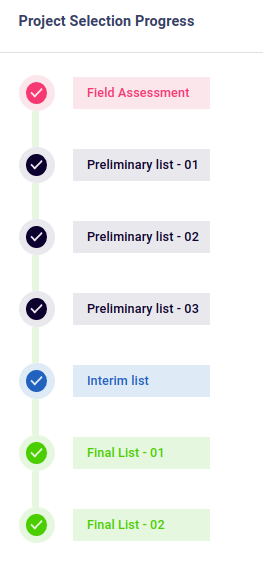 Project Selection Progress
Field Assessment
Preliminary list - 01
Preliminary list - 02
Preliminary list - 03
Interim list
Final List - 01
Final List - 02